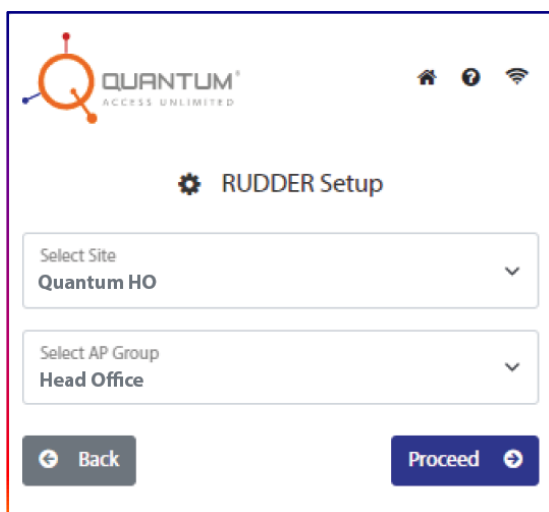 QUANTUM®
ACCESS UNLIMITED
RUDDER Setup
Select Site
Quantum HO
Select AP Group
Head Office
Back
Proceed